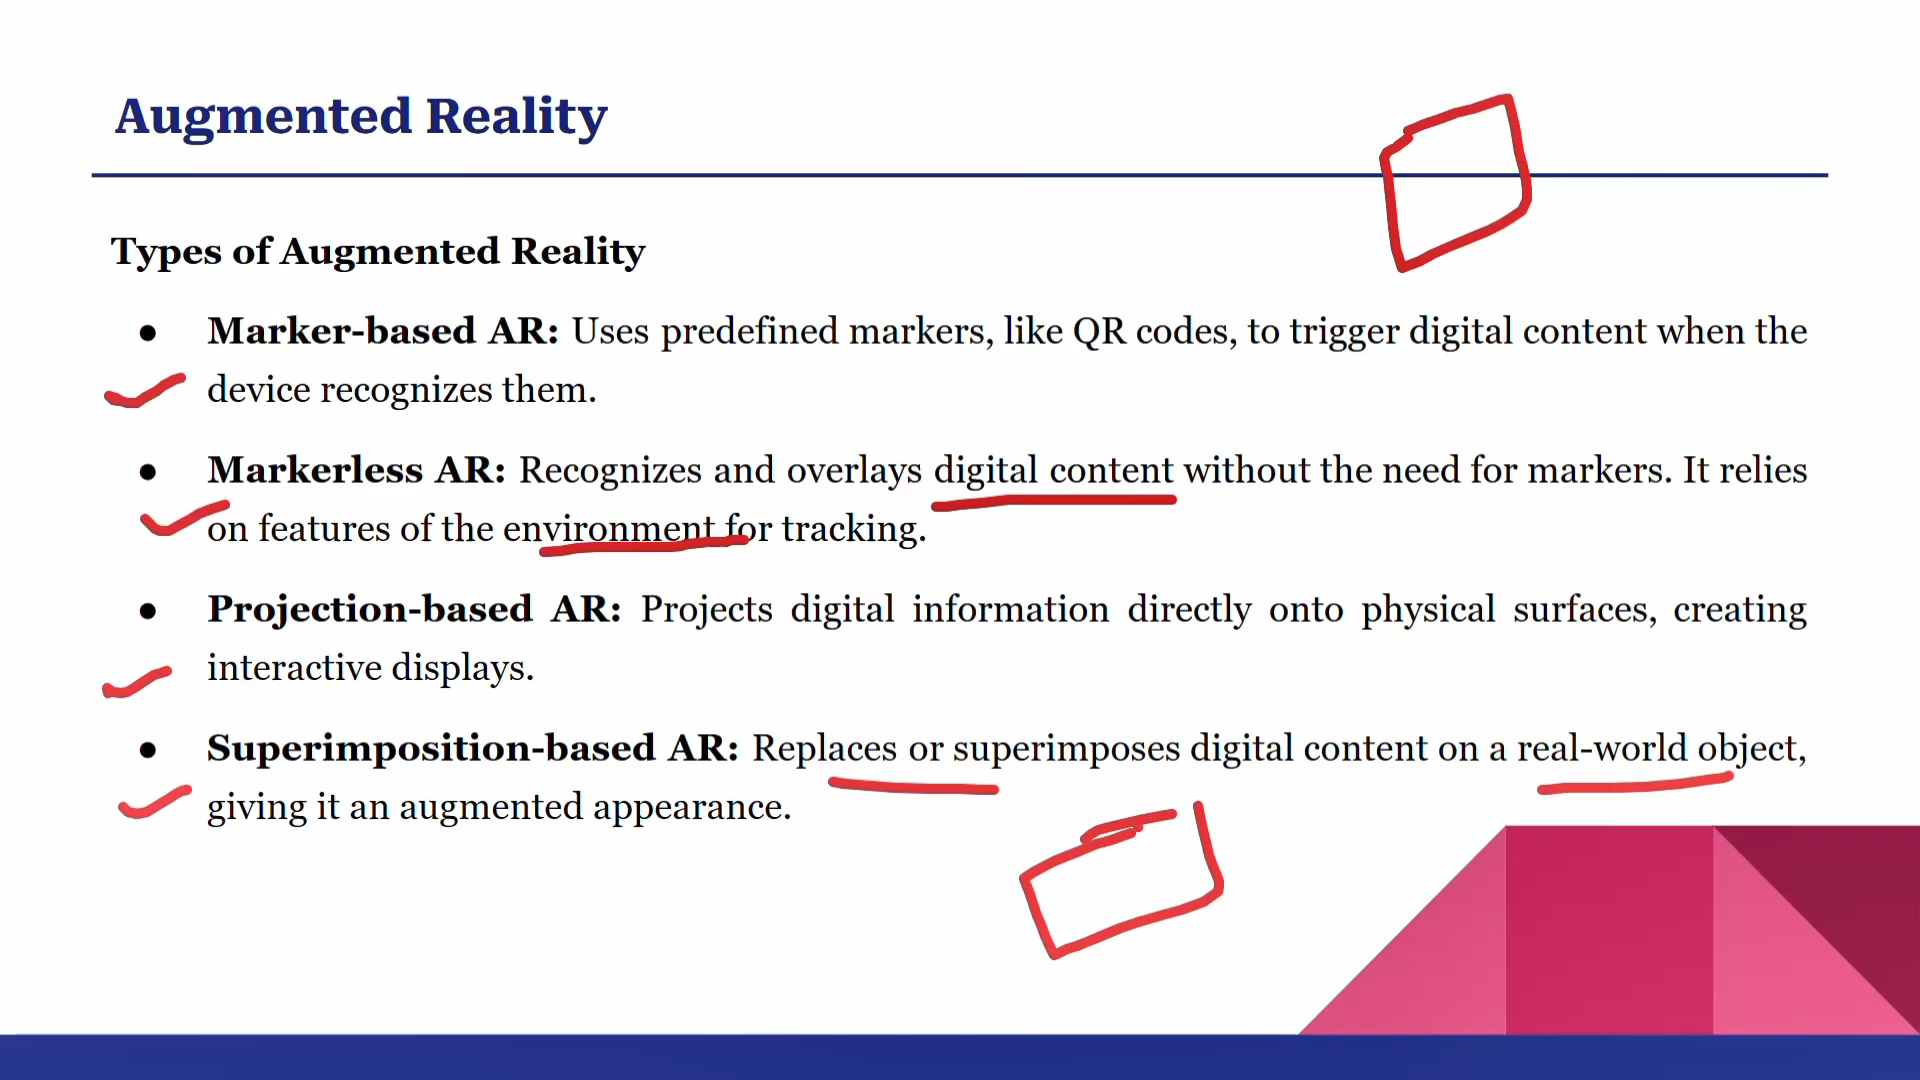 Augmented Reality
Types of Augmented Reality
● Marker-based AR: Uses predefined markers, like QR codes, to trigger digital content when the
device recognizes them.
● Markerless AR: Recognizes and overlays digital content without the need for markers. It relies
on features of the environment for tracking.
● Projection-based AR: Projects digital information directly onto physical surfaces, creating
interactive displays.
● Superimposition-based AR: Replaces or superimposes digital content on a real-world object,
giving it an augmented appearance.